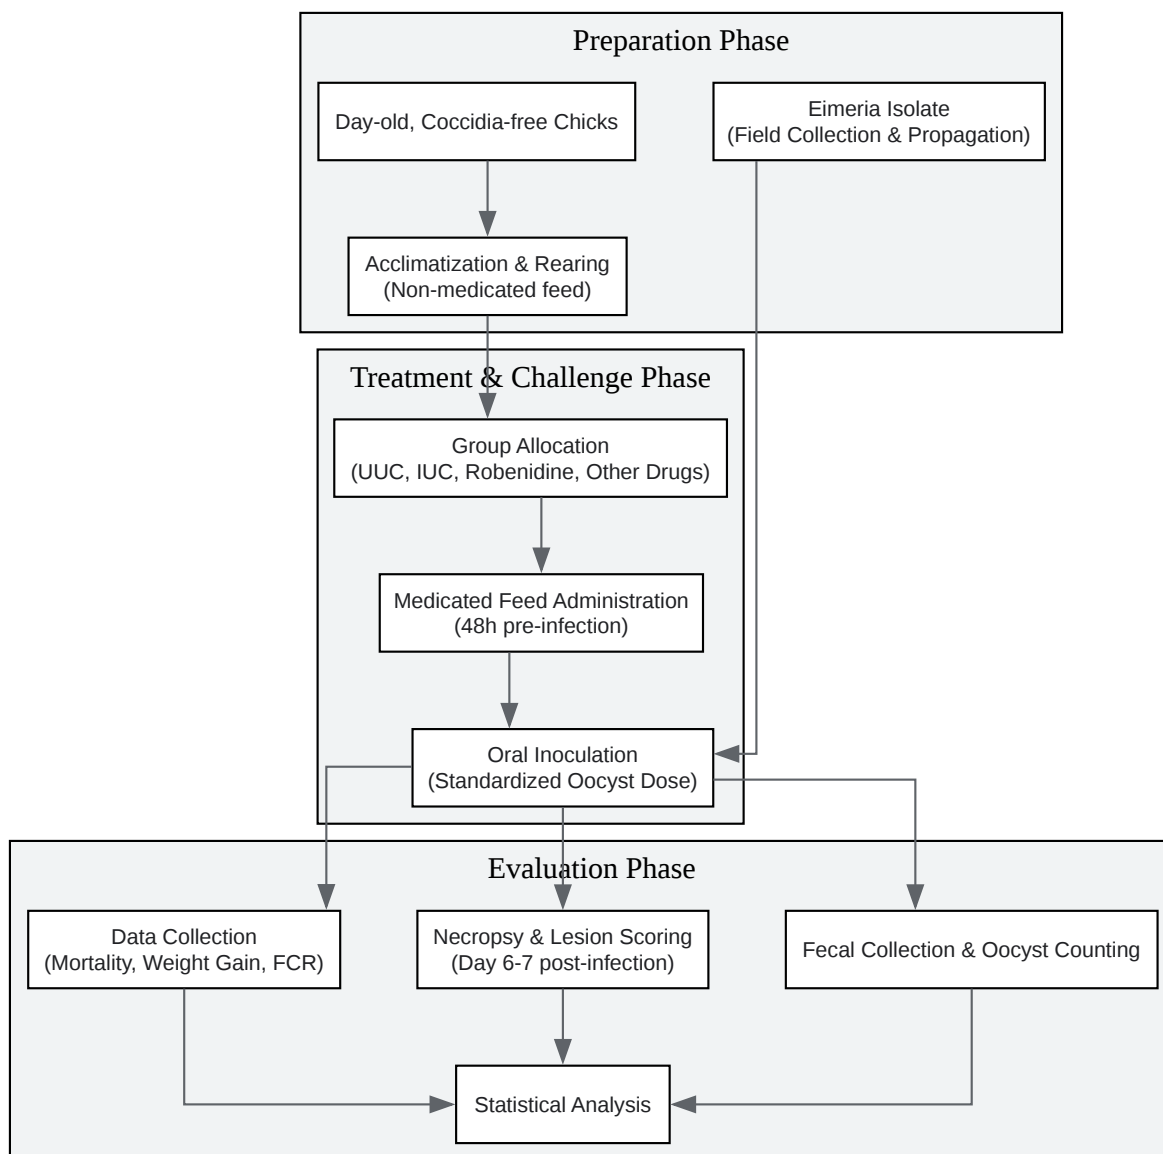 Preparation Phase
Day-old, Coccidia-free Chicks
Eimeria Isolate
(Field Collection & Propagation)
Acclimatization & Rearing
(Non-medicated feed)
Treatment & Challenge Phase
Group Allocation
(UUC, IUC, Robenidine, Other Drugs)
Medicated Feed Administration
(48h pre-infection)
Oral Inoculation
(Standardized Oocyst Dose)
Evaluation Phase
Data Collection
(Mortality, Weight Gain, FCR)
Necropsy & Lesion Scoring
(Day 6-7 post-infection)
Fecal Collection & Oocyst Counting
Statistical Analysis